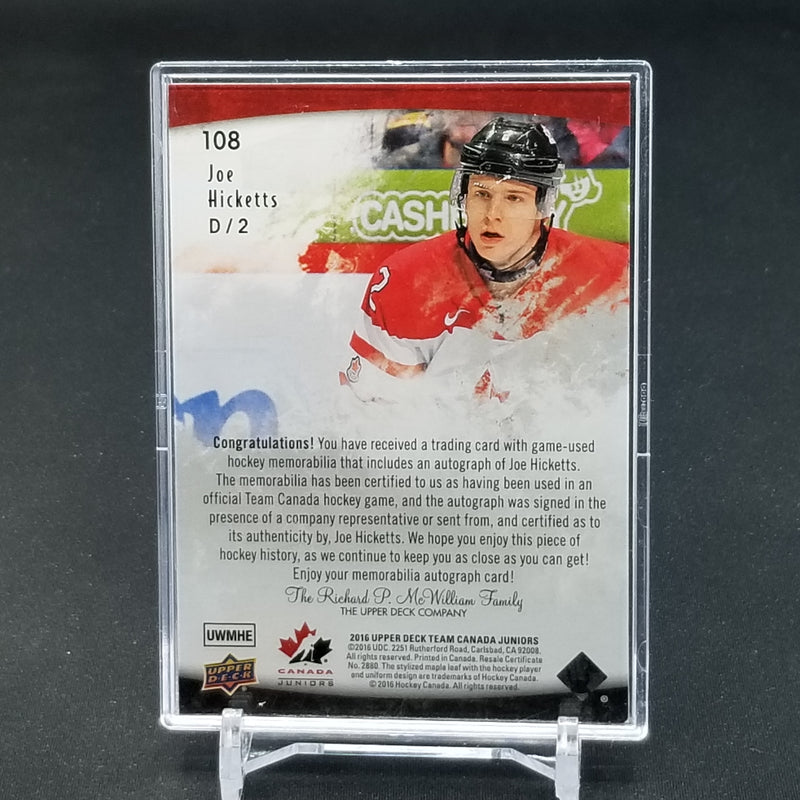 108
Joe
Hicketts
D/2
CASH
2
Congratulations! You have received a trading card with game-used
hockey memorabilia that includes an autograph of Joe Hicketts.
The memorabilia has been certified to us as having been used in an
official Team Canada hockey game, and the autograph was signed in the
presence of a company representative or sent from, and certified as to
its authenticity by, Joe Hicketts. We hope you enjoy this piece of
hockey history, as we continue to keep you as close as you can get!
Enjoy your memorabilia autograph card!
The Richard P. McWilliam Family
THE UPPER DECK COMPANY
UWMHE
UPPER
D·E·C·K
CANADA
JUNIORS
2016 UPPER DECK TEAM CANADA JUNIORS
©2016 UDC. 2251 Rutherford Road, Carlsbad, CA 92008.
All rights reserved. Printed in Canada. Resale Certificate
No. 2880. The stylized maple leaf with the hockey player
and uniform design are trademarks of Hockey Canada.
©2016 Hockey Canada. All rights reserved.